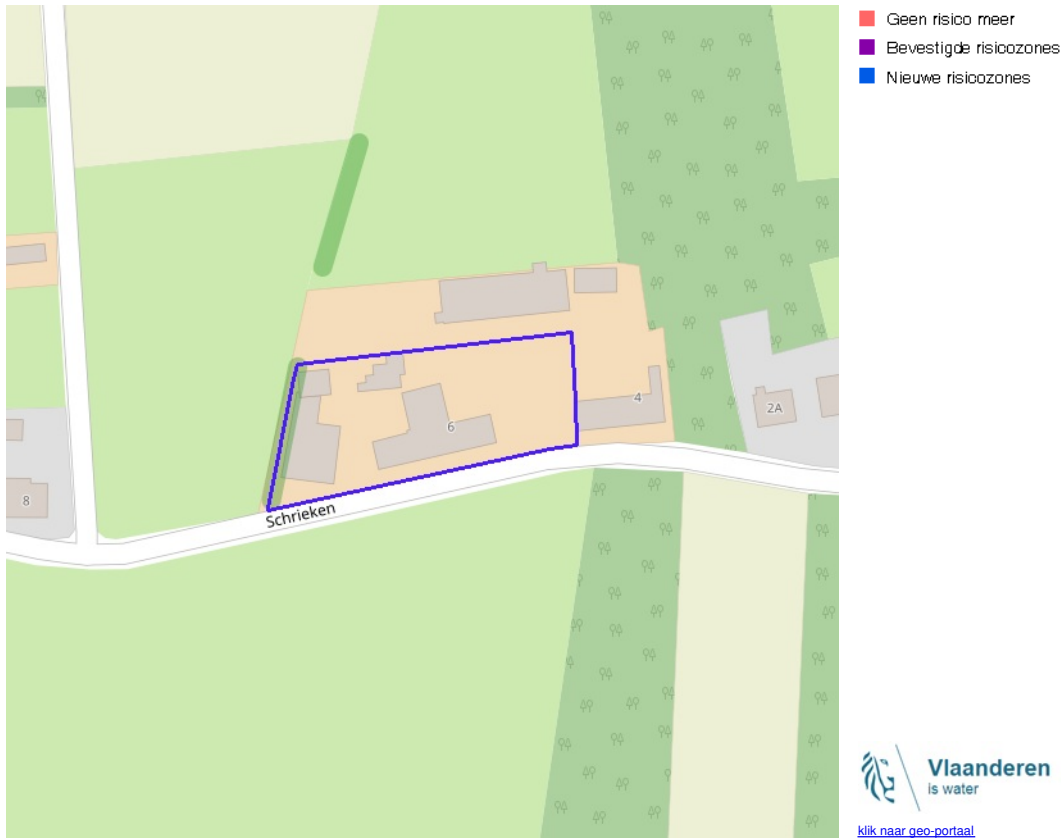 Geen risico meer
Bevestigde risicozones
Nieuwe risicozones
4
2A
6
8
Schrieken
Vlaanderen
is water
klik naar geo-portaal